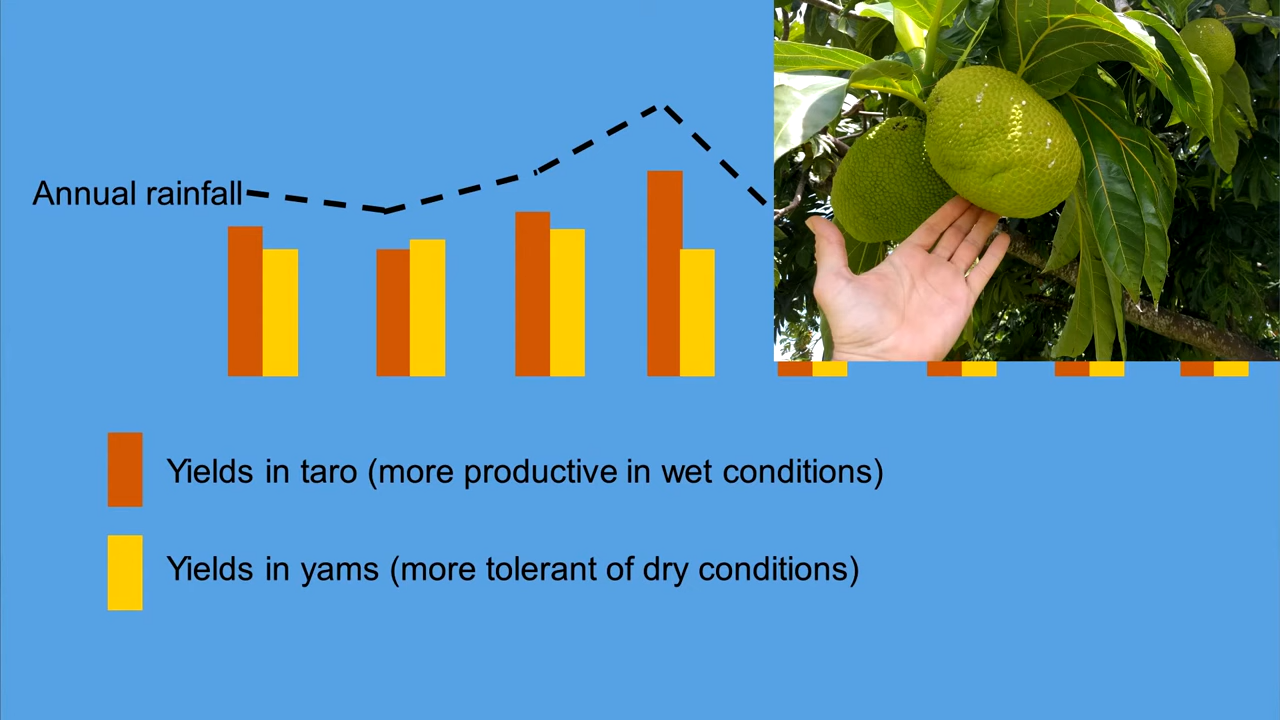 Annual rainfall
Yields in taro (more productive in wet conditions)
Yields in yams (more tolerant of dry conditions)